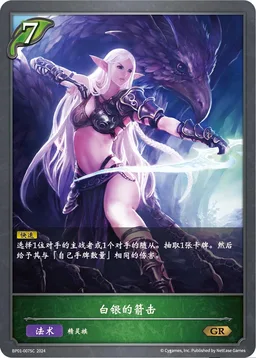 7
快速
选择1位对手的主战者或1个对手的随从。抽取1张卡牌。然后
给予其与「自己手牌数量」相同的伤害。
白银的箭击
法术
精灵族
GR
BP01-007SC 2024
© Cygames, Inc. Published by NetEase Games